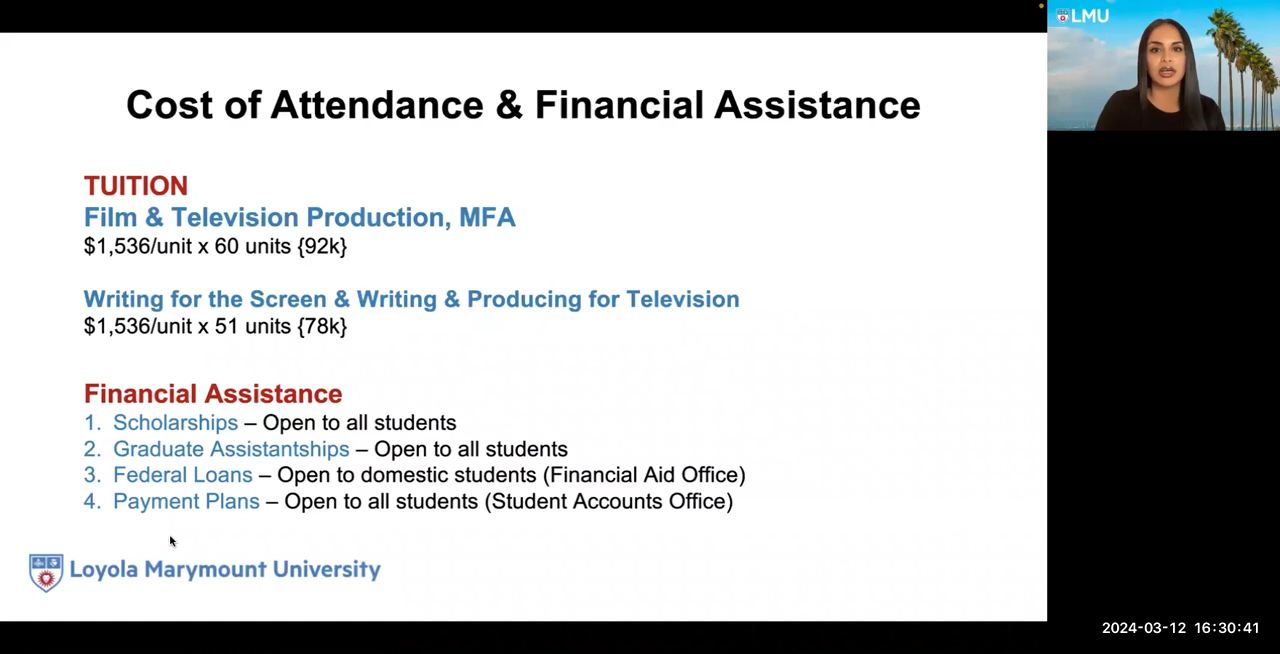 Cost of Attendance & Financial Assistance
TUITION
Film & Television Production, MFA
$1,536/unit x 60 units {92k}
Writing for the Screen & Writing & Producing for Television
$1,536/unit x 51 units {78k}
Financial Assistance
1. Scholarships – Open to all students
2. Graduate Assistantships – Open to all students
3. Federal Loans – Open to domestic students (Financial Aid Office)
4. Payment Plans – Open to all students (Student Accounts Office)
Loyola Marymount University
LMU
2024-03-12 16:30:41